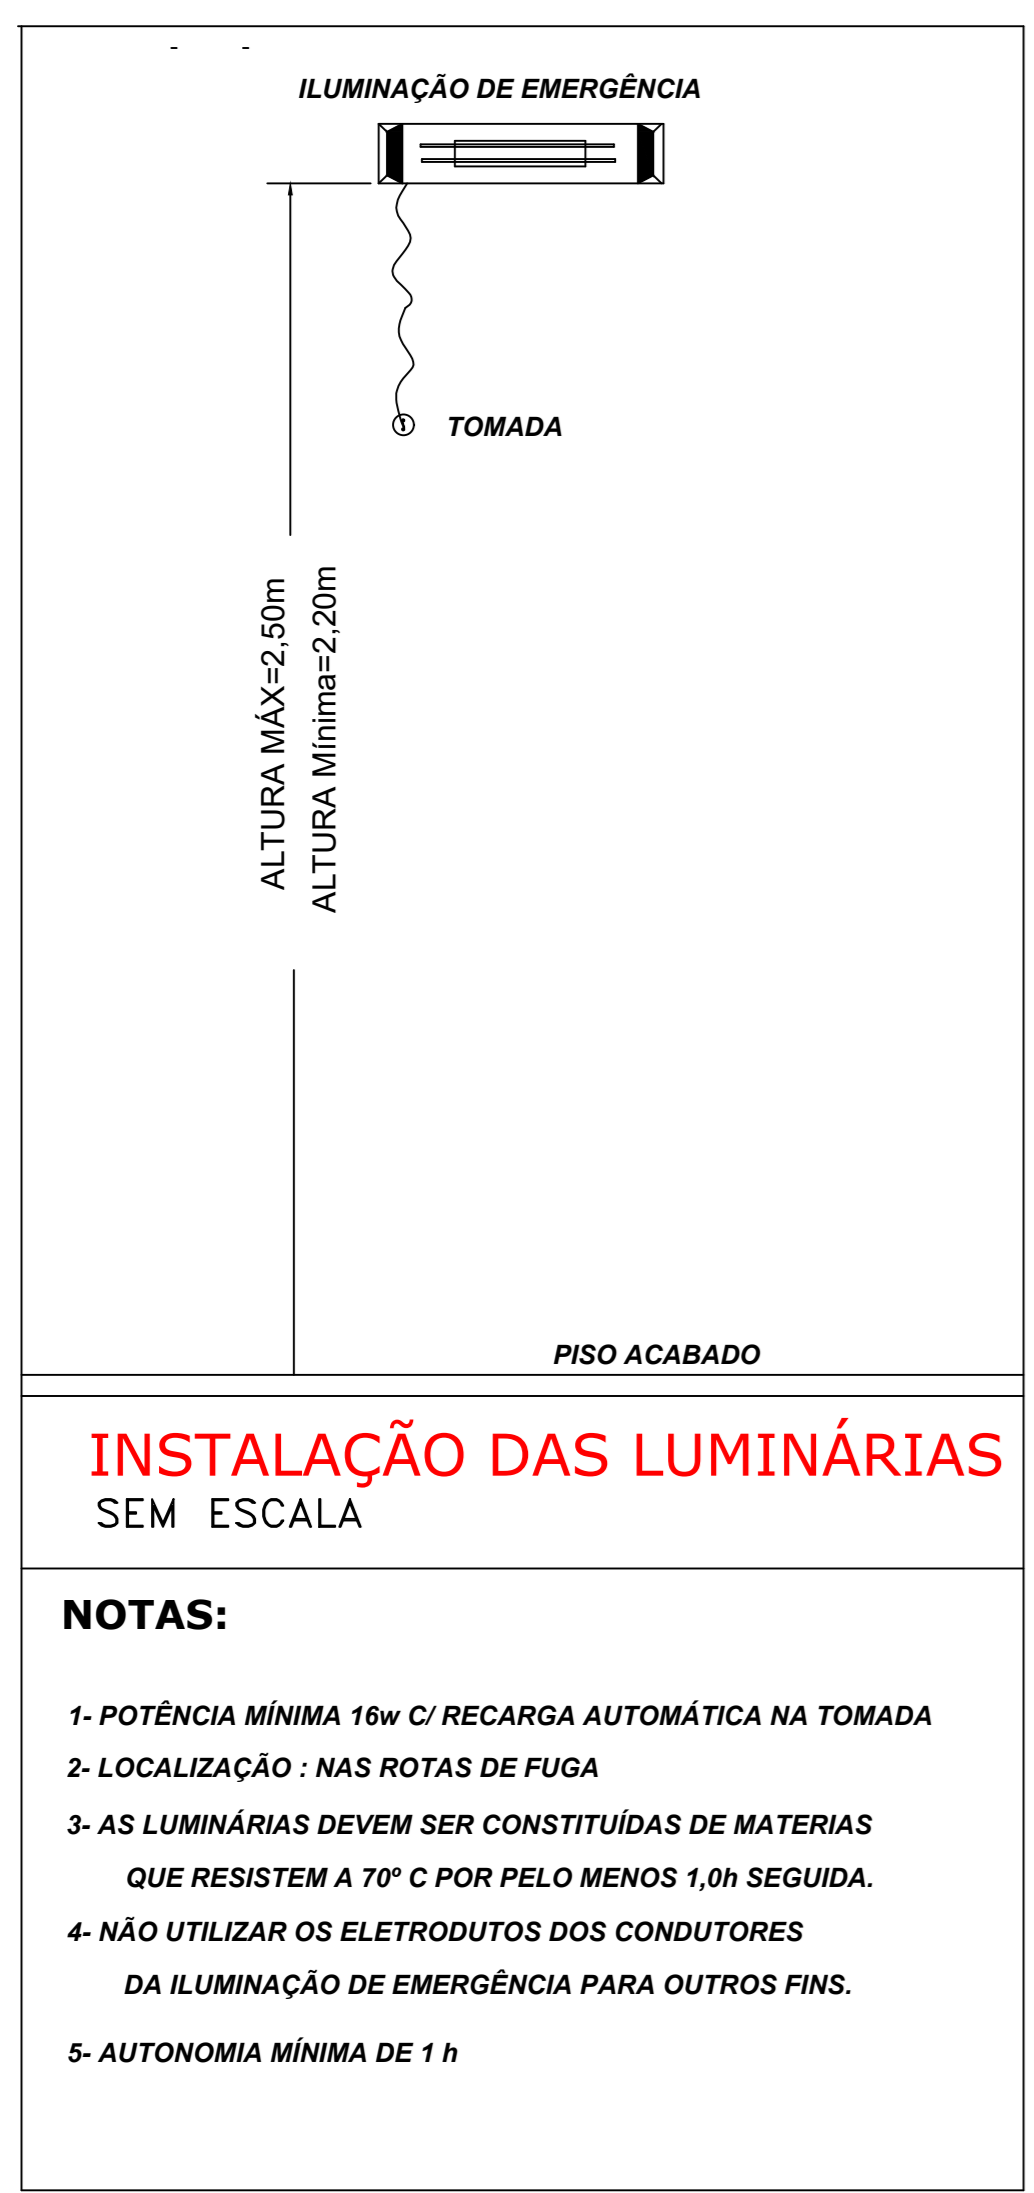 ILUMINAÇÃO DE EMERGÊNCIA
TOMADA
ALTURA MÁX=2,50m
ALTURA Mínima=2,20m
PISO ACABADO
INSTALAÇÃO DAS LUMINÁRIAS
SEM ESCALA
NOTAS:
1- POTÊNCIA MÍNIMA 16w C/ RECARGA AUTOMÁTICA NA TOMADA
2- LOCALIZAÇÃO : NAS ROTAS DE FUGA
3- AS LUMINÁRIAS DEVEM SER CONSTITUÍDAS DE MATERIAS
QUE RESISTEM A 70º C POR PELO MENOS 1,0h SEGUIDA.
4- NÃO UTILIZAR OS ELETRODUTOS DOS CONDUTORES
DA ILUMINAÇÃO DE EMERGÊNCIA PARA OUTROS FINS.
5- AUTONOMIA MÍNIMA DE 1 h